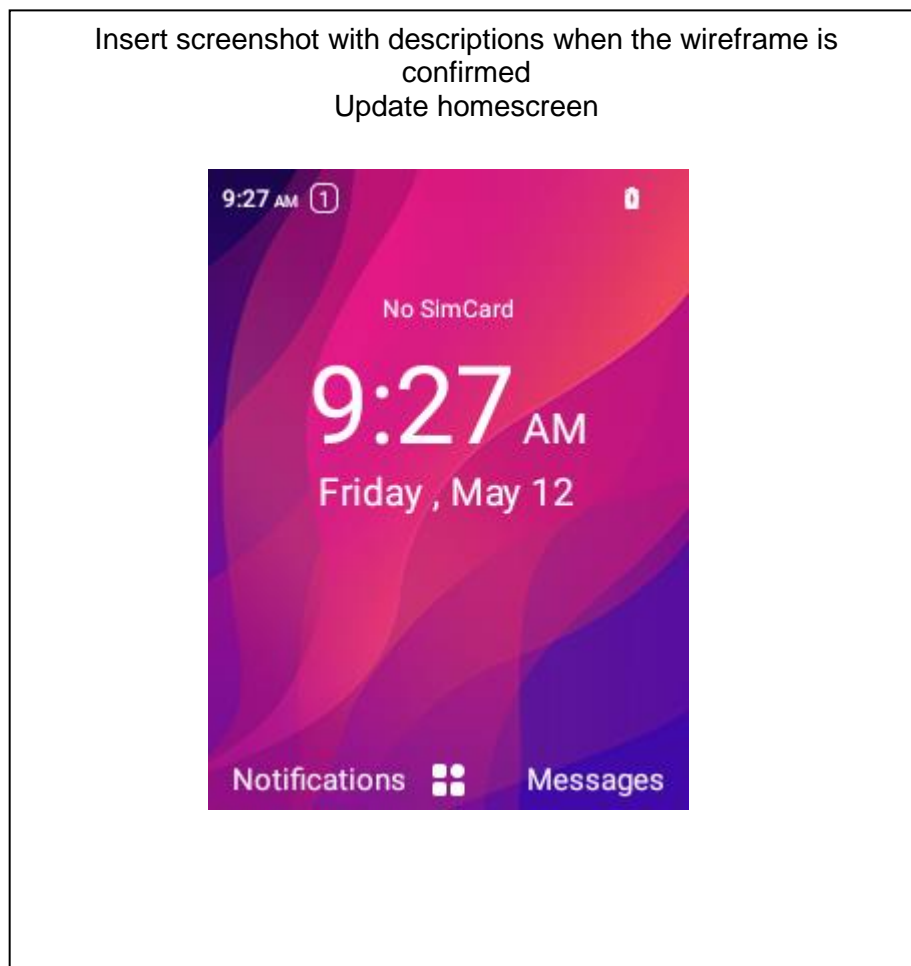 Insert screenshot with descriptions when the wireframe is
confirmed
Update homescreen
9:27 AM 1
No SimCard
9:27 AM
Friday , May 12
Notifications Messages